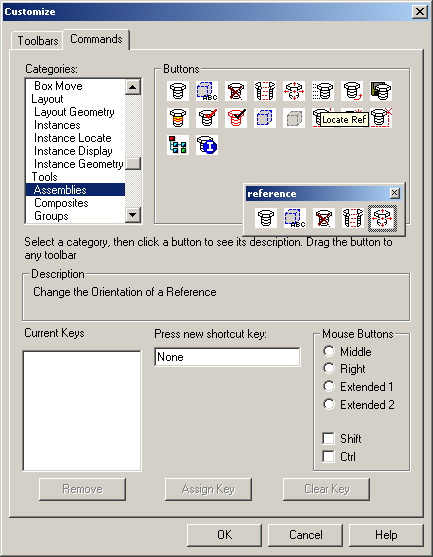 Customize
Toolbars Commands
Categories:
Box Move
Layout
Layout Geometry
Instances
Instance Locate
Instance Display
Instance Geometry
Tools
Assemblies
Composites
Groups
Buttons
ABC
Locate Ref
reference
ABC
Select a category, then click a button to see its description. Drag the button to
any toolbar
Description
Change the Orientation of a Reference
Current Keys
Press new shortcut key:
None
Mouse Buttons
Middle
Right
Extended 1
Extended 2
Shift
Ctrl
Remove Assign Key Clear Key
OK Cancel Help